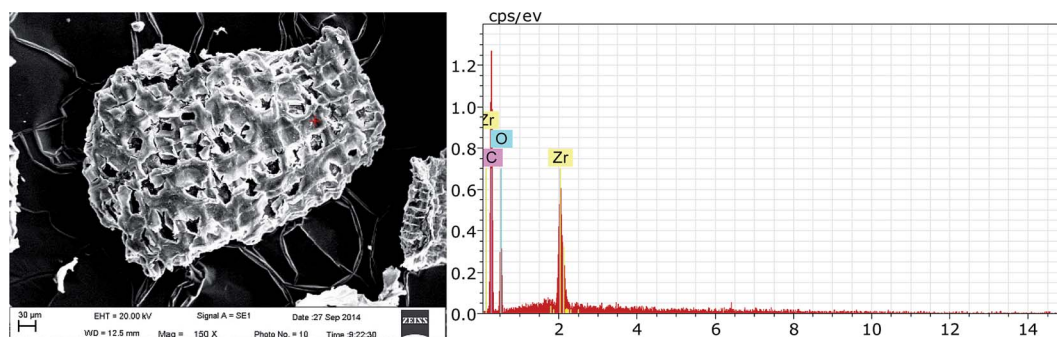 30 µm
EHT = 20.00 kV
Signal A = SE1
Date :27 Sep 2014
WD = 12.5 mm
Mag = 150 X
Photo No. = 10
Time :9:22:30
ZEISS
cps/ev
1.2
1.0
0.8
0.6
0.4
0.2
0.0
Zr
O
C
Zr
2
4
6
8
10
12
14